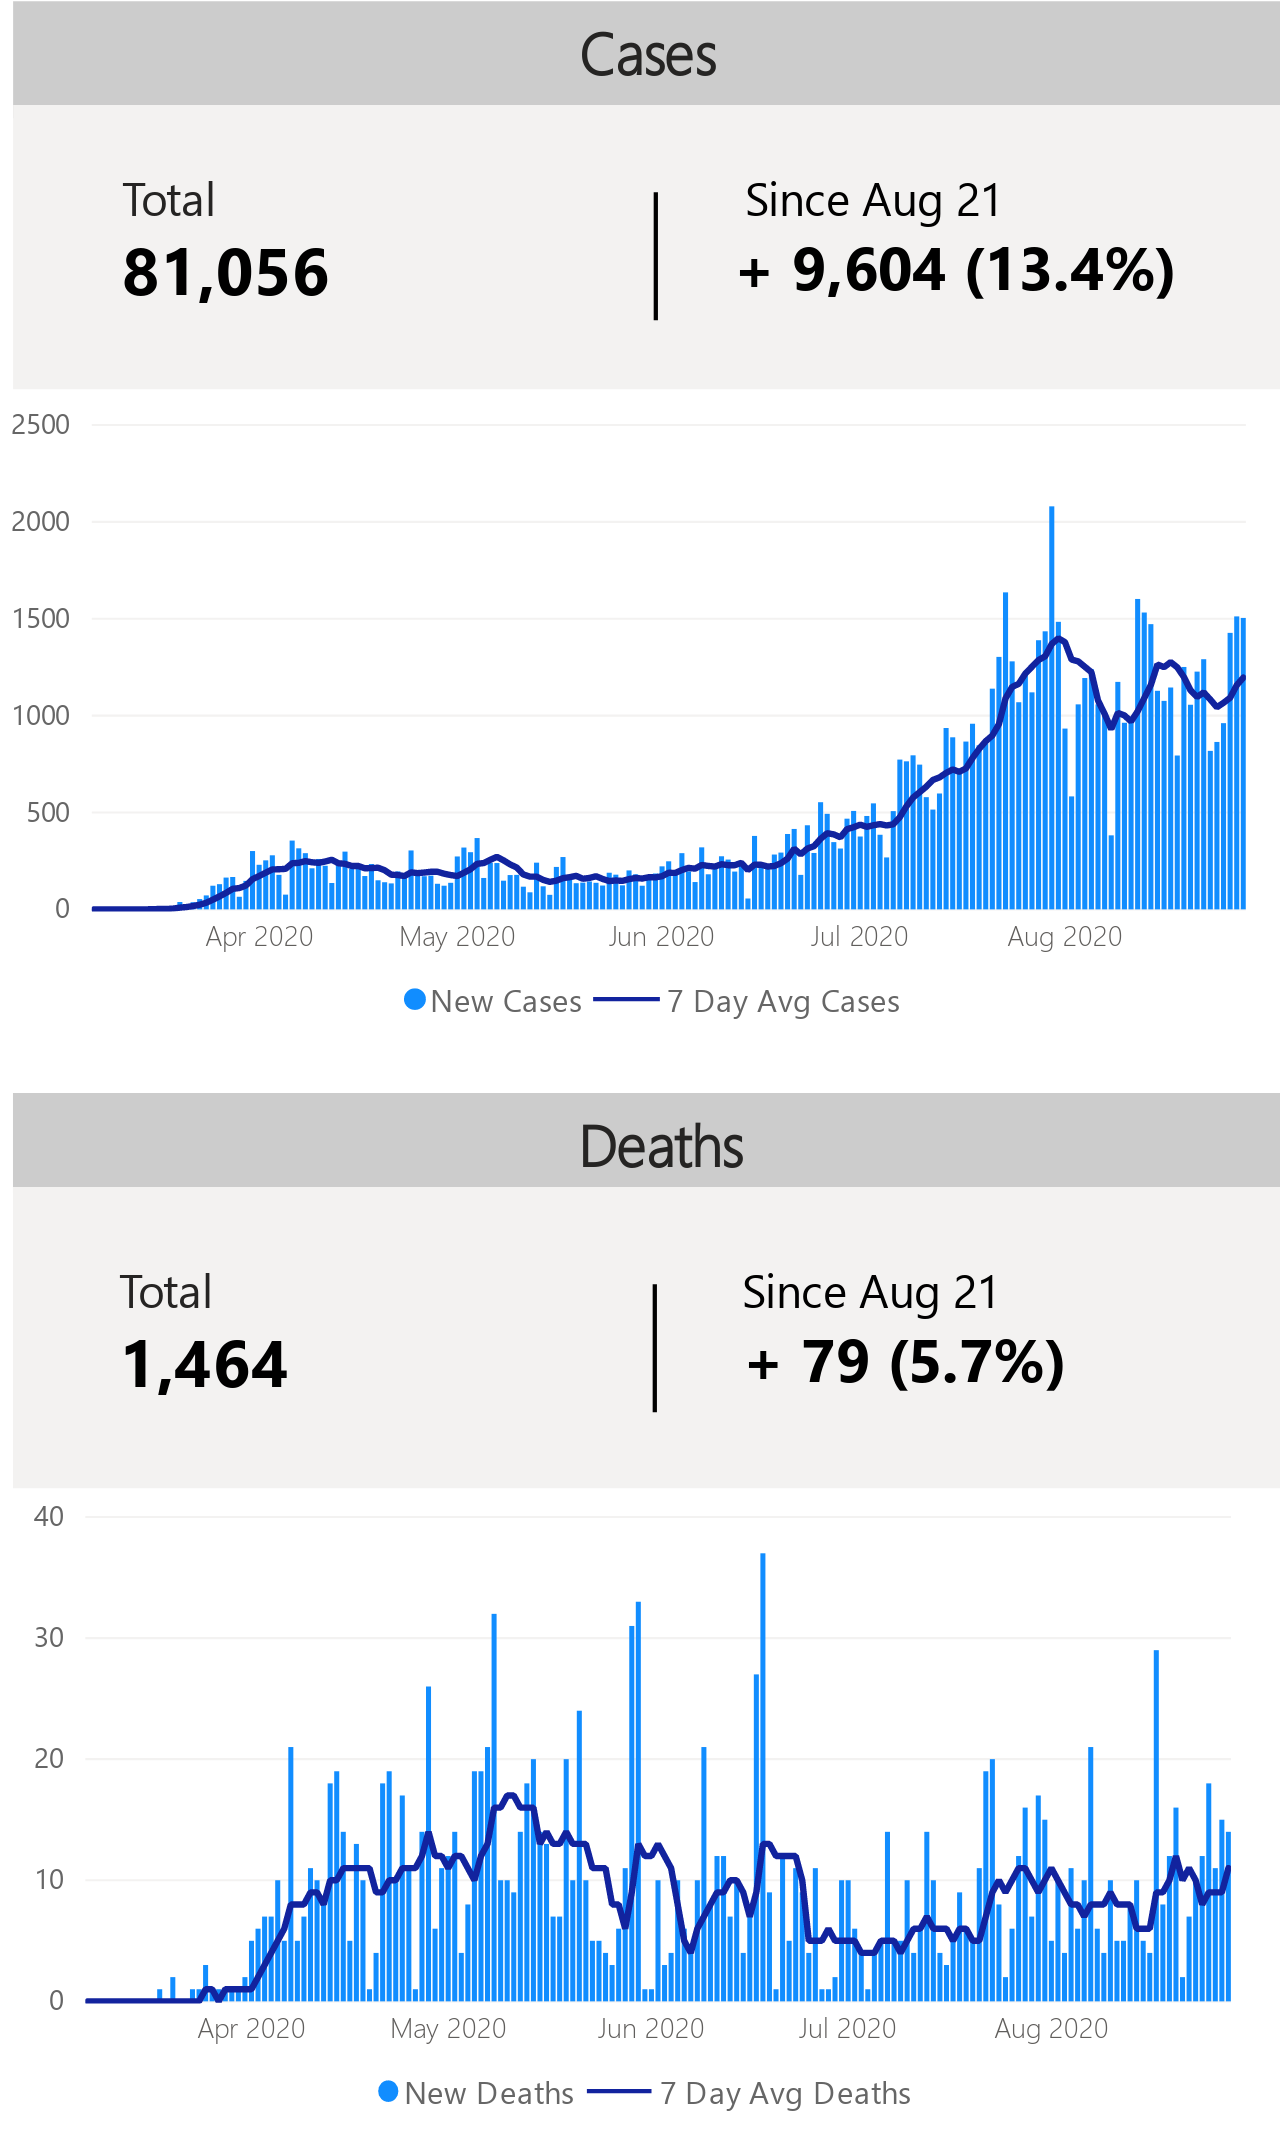 Cases
Total
Since Aug 21
81,056
+ 9,604 (13.4%)
2500
2000
1500
1000
500
0
Apr 2020
May 2020
Jun 2020
Jul 2020
Aug 2020
New Cases
7 Day Avg Cases
Deaths
Total
Since Aug 21
1,464
+ 79 (5.7%)
40
30
20
10
0
Apr 2020
May 2020
Jun 2020
Jul 2020
Aug 2020
New Deaths
7 Day Avg Deaths